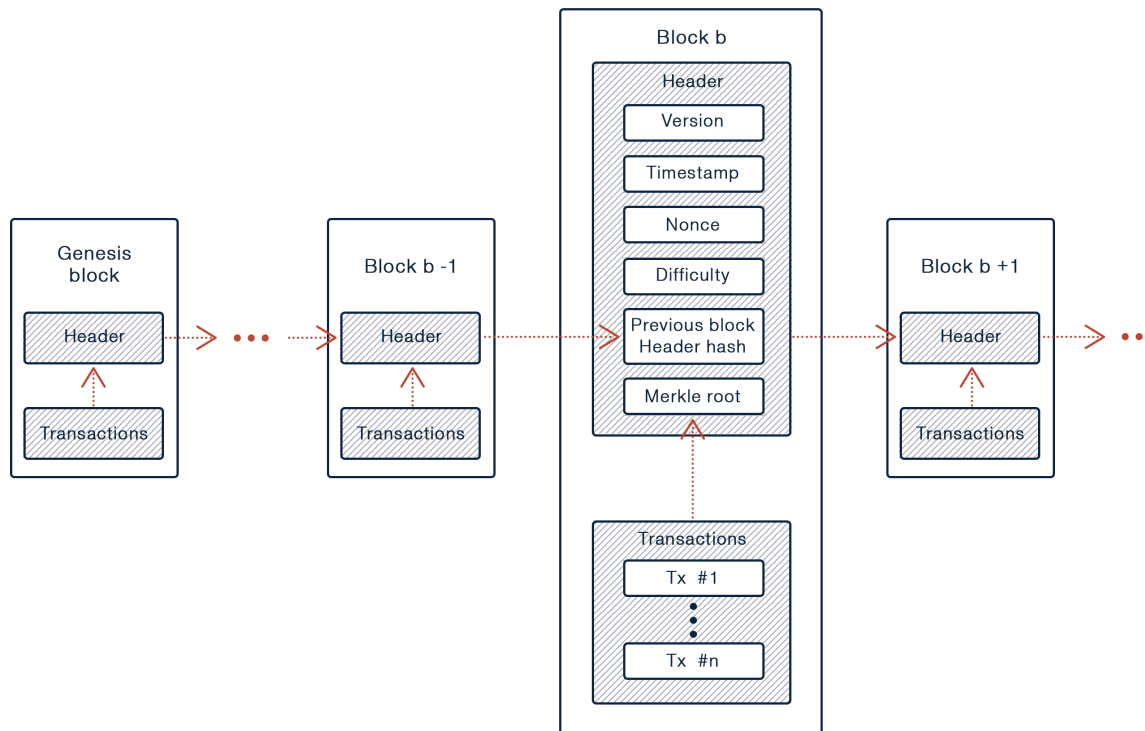 Genesis
block
Header
Transactions
Block b -1
Header
Transactions
Block b
Header
Version
Timestamp
Nonce
Difficulty
Previous block
Header hash
Merkle root
Transactions
Tx #1
Tx #n
Block b +1
Header
Transactions